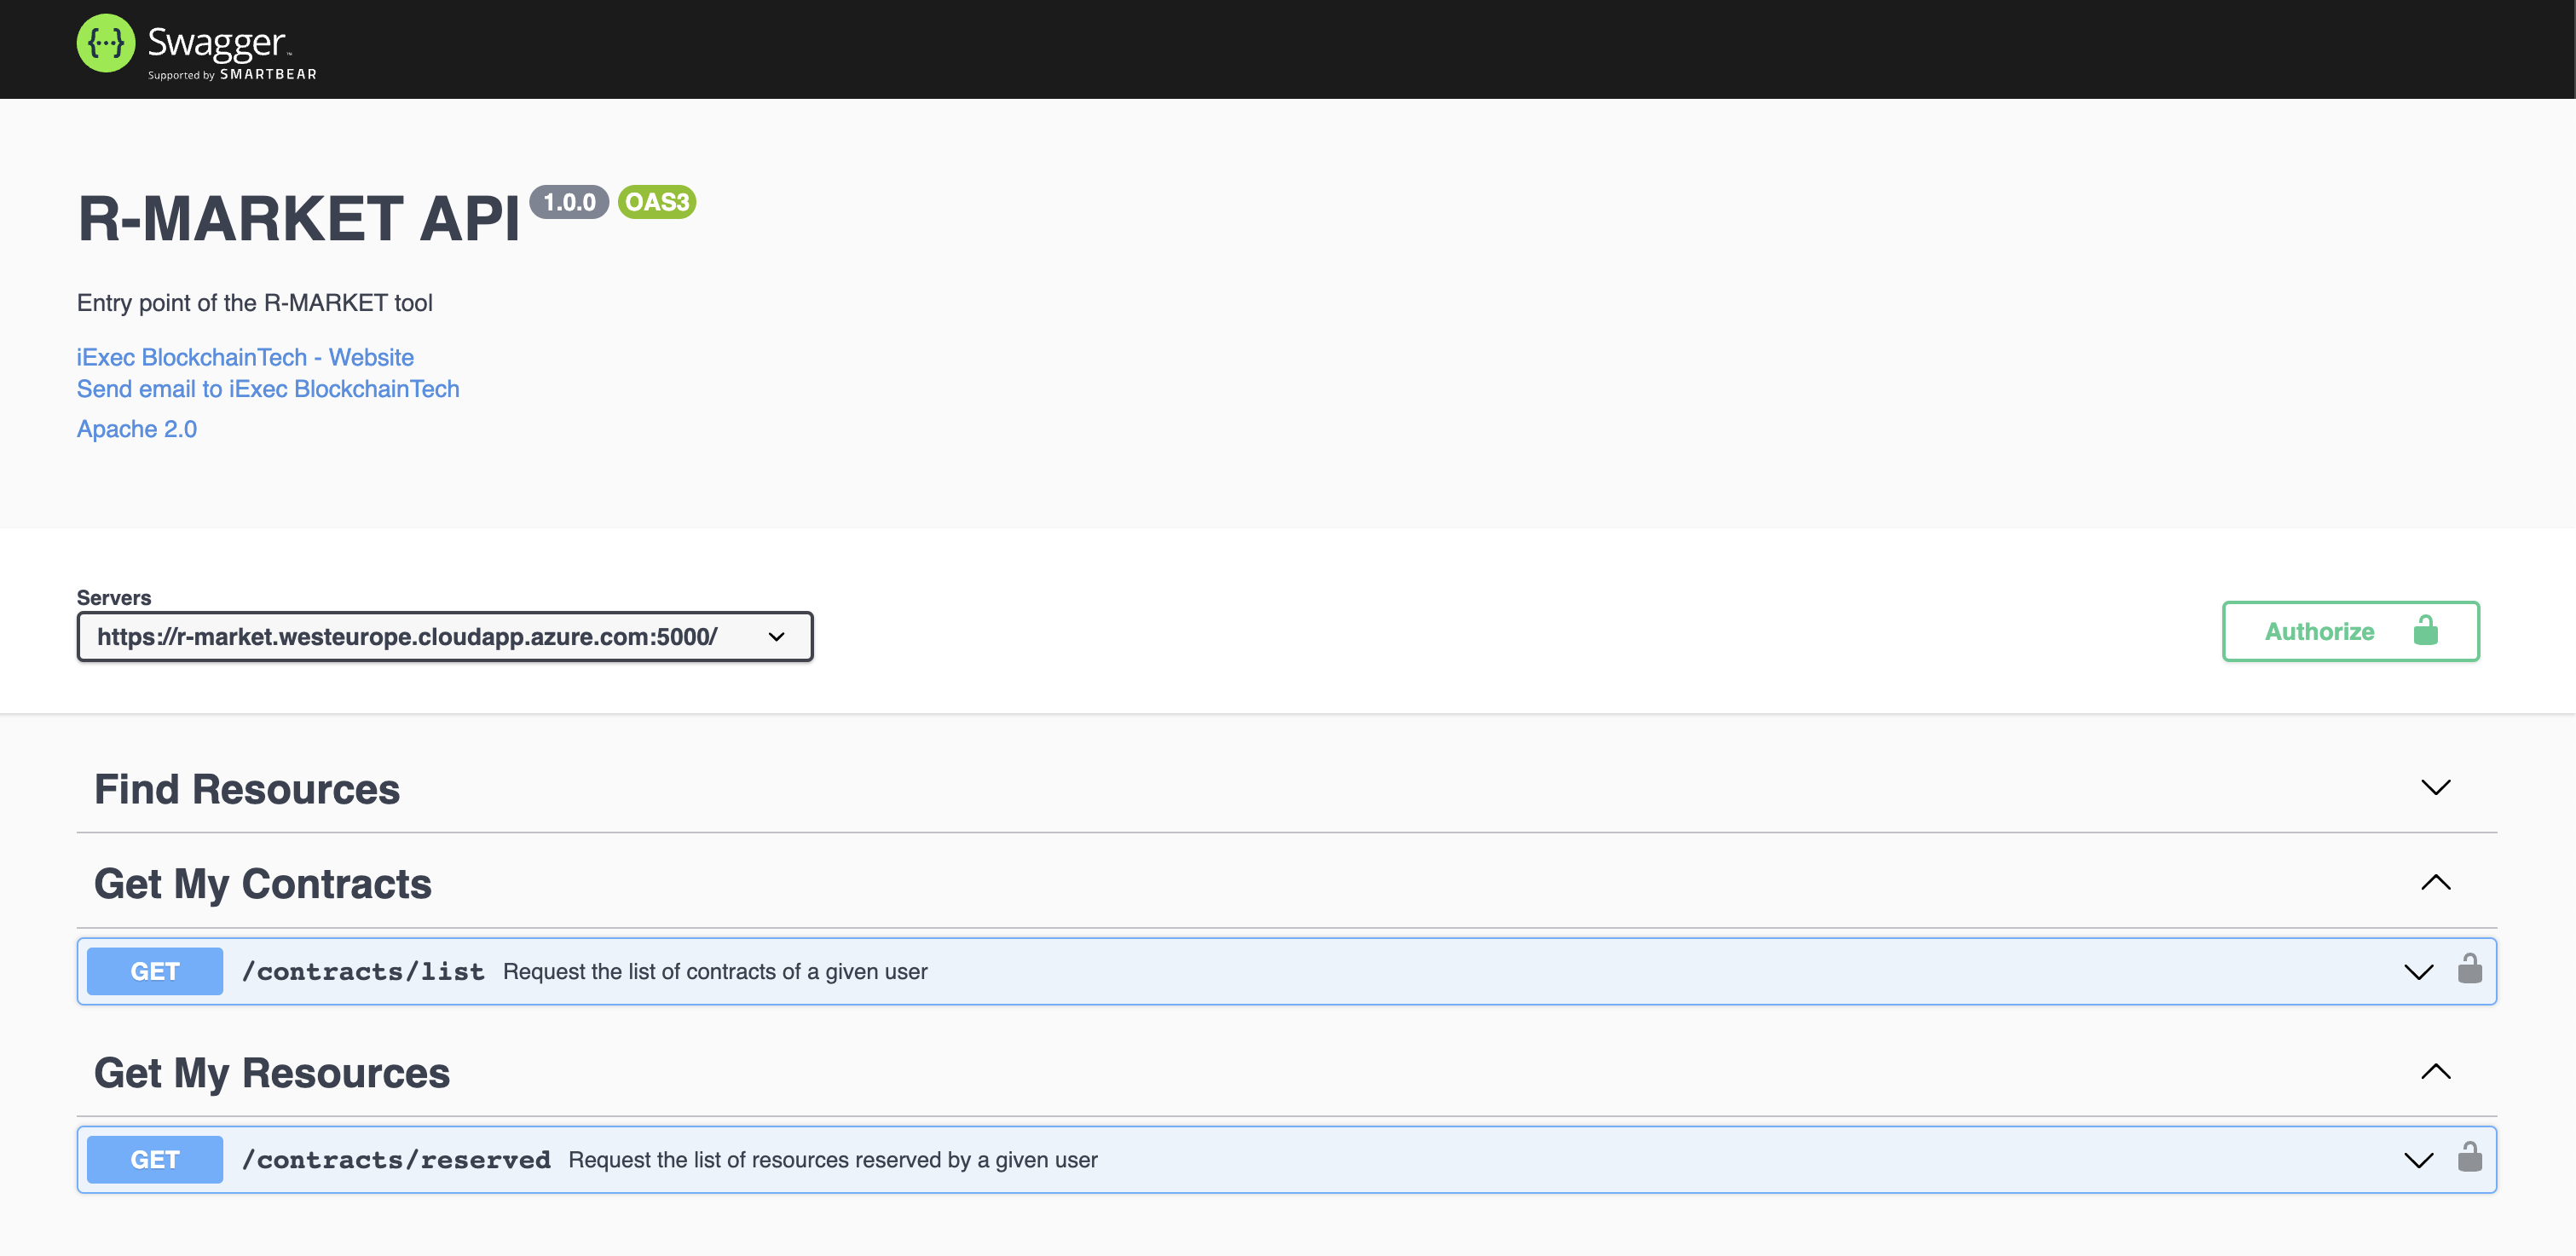 {···} Swagger™
Supported by SMARTBEAR
R-MARKET API 1.0.0 OAS3
Entry point of the R-MARKET tool
iExec BlockchainTech - Website
Send email to iExec BlockchainTech
Apache 2.0
Servers
https://r-market.westeurope.cloudapp.azure.com:5000/
Authorize
Find Resources
Get My Contracts
GET /contracts/list Request the list of contracts of a given user
Get My Resources
GET /contracts/reserved Request the list of resources reserved by a given user